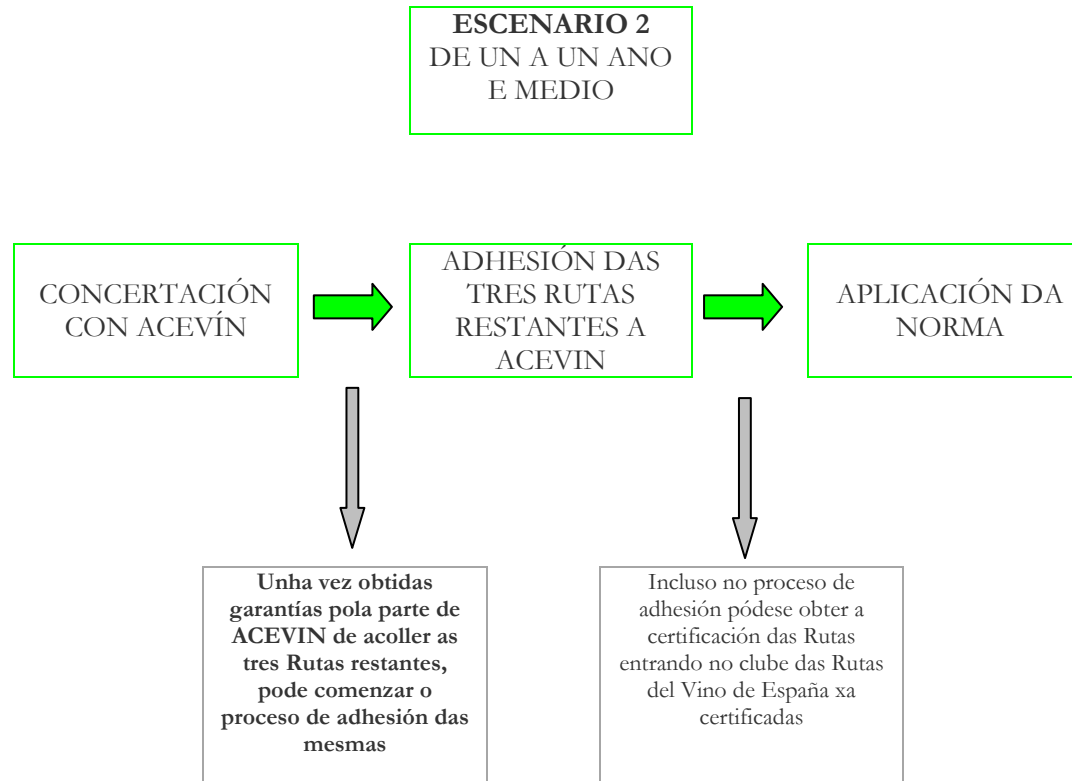 ESCENARIO 2
DE UN A UN ANO
E MEDIO
CONCERTACIÓN
CON ACEVÍN
ADHESIÓN DAS
TRES RUTAS
RESTANTES A
ACEVIN
APLICACIÓN DA
NORMA
Unha vez obtidas
garantías pola parte de
ACEVIN de acoller as
tres Rutas restantes,
pode comenzar o
proceso de adhesión das
mesmas
Incluso no proceso de
adhesión pódese obter a
certificación das Rutas
entrando no clube das Rutas
del Vino de España xa
certificadas